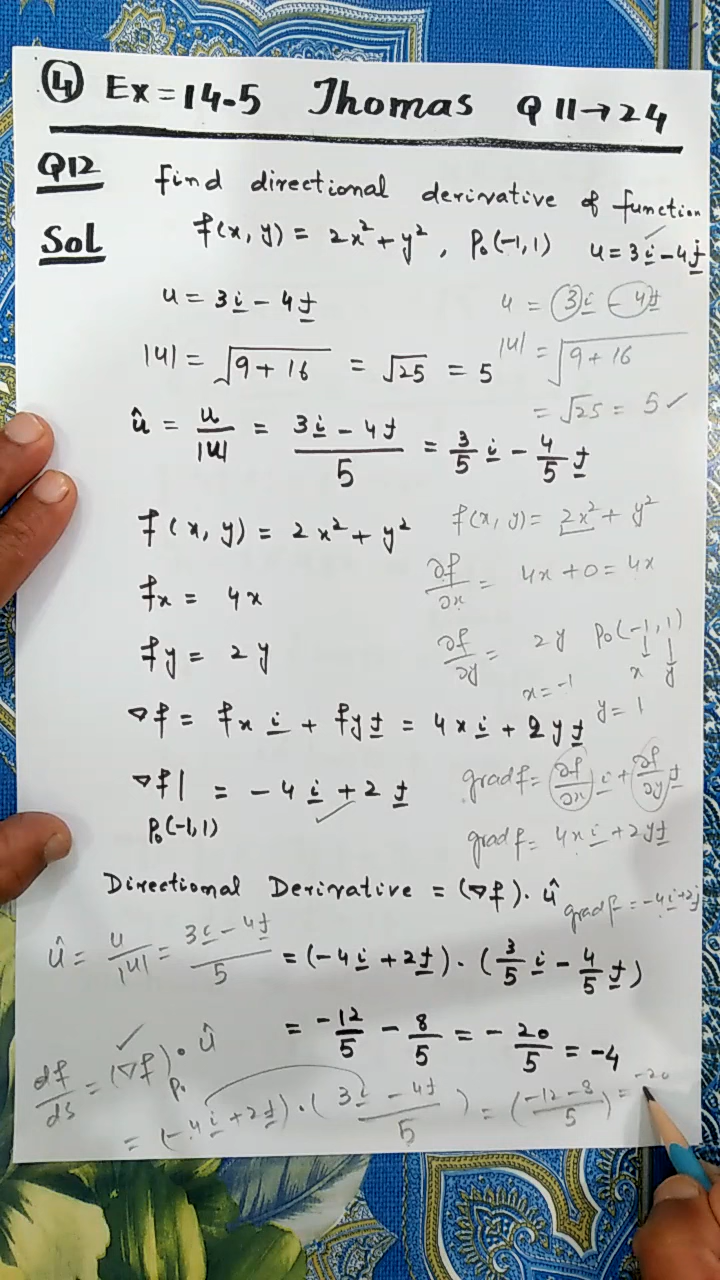 ④ Ex = 14.5 Thomas Q 11→24
Q12 find directional derivative of function
Sol f(x, y) = 2x² + y² , P₀(-1, 1) u = 3i - 4j
u = 3i - 4j u = 3i - 4j
|u| = √(9 + 16) = √25 = 5 |u| = √(9 + 16)
= √25 = 5 ✓
û = u/|u| = (3i - 4j)/5 = 3/5 i - 4/5 j
f(x, y) = 2x² + y² f(x, y) = 2x² + y²
fx = 4x ∂f/∂x = 4x + 0 = 4x
fy = 2y ∂f/∂y = 2y P₀(-1, 1)
x y
x = -1
∇f = fx i + fy j = 4x i + 2y j y = 1
∇f| P₀(-1, 1) = -4i + 2j grad f = ∂f/∂x i + ∂f/∂y j
grad f = 4x i + 2y j
Directional Derivative = (∇f) . û grad f = -4i + 2j
û = u/|u| = (3i - 4j)/5 = (-4i + 2j) . (3/5 i - 4/5 j)
= -12/5 - 8/5 = -20/5 = -4
df/ds = (∇f)P₀ . û
= (-4i + 2j) . ((3i - 4j)/5) = ((-12 - 8)/5) = -20